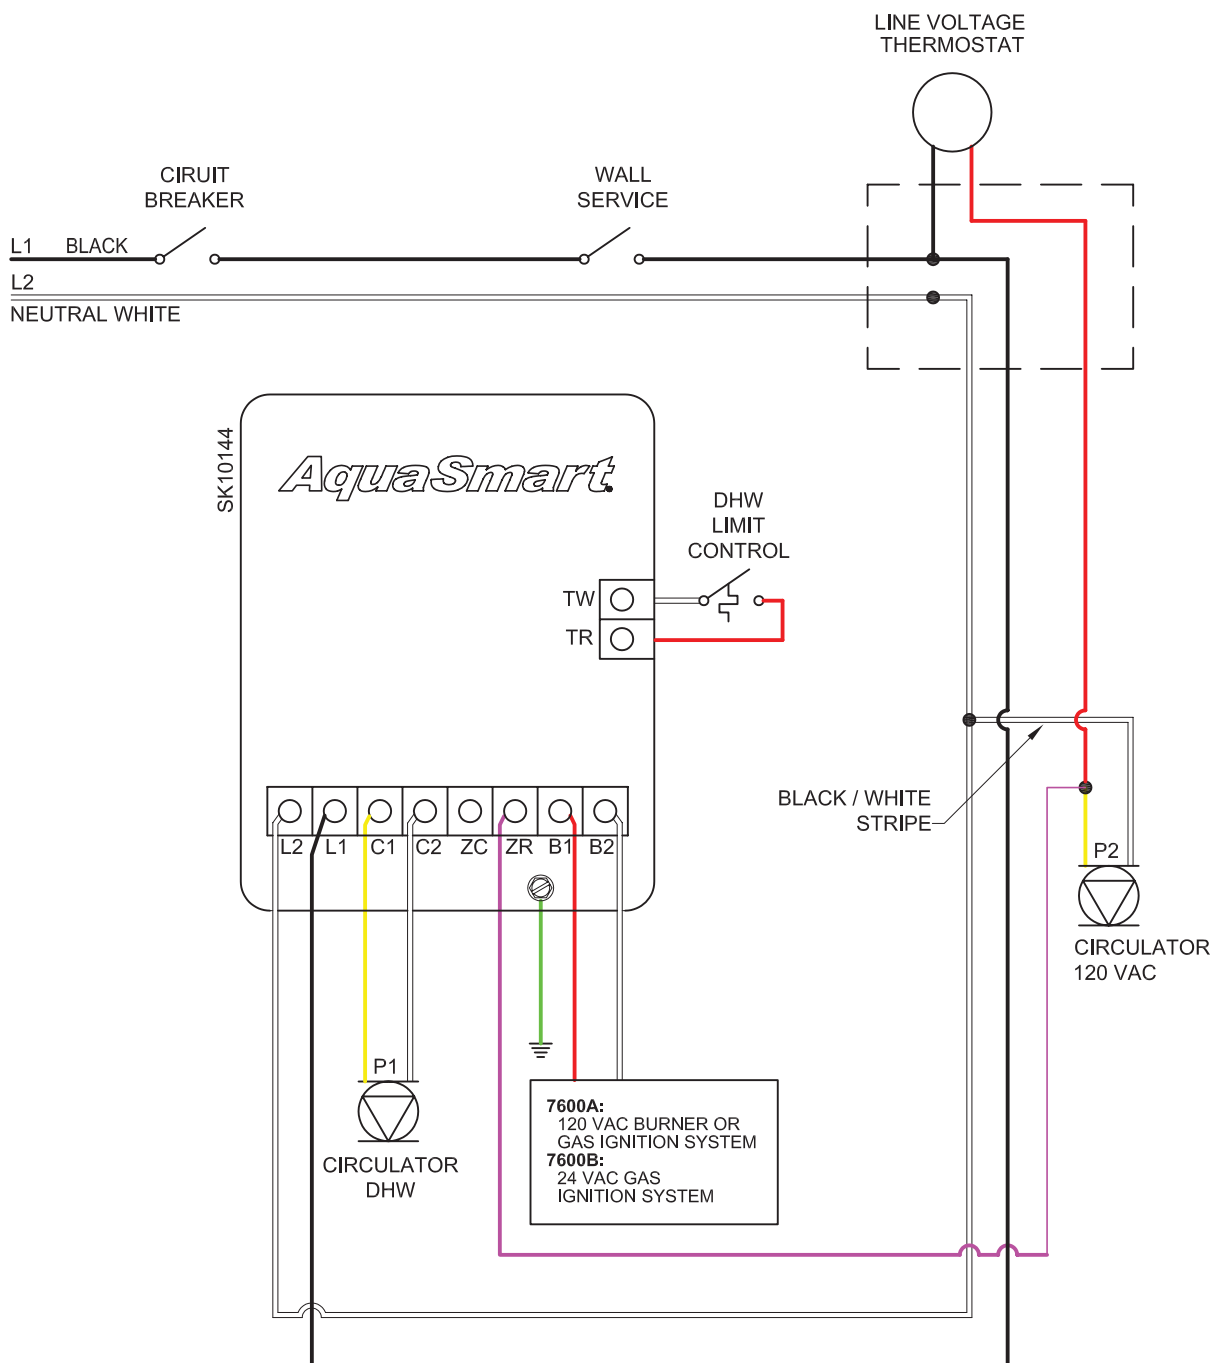 LINE VOLTAGE
THERMOSTAT
CIRUIT
BREAKER
WALL
SERVICE
L1 BLACK
L2
NEUTRAL WHITE
SK10144
AquaSmart
DHW
LIMIT
CONTROL
TW
TR
BLACK / WHITE
STRIPE
L2 L1 C1 C2 ZC ZR B1 B2
P2
CIRCULATOR
120 VAC
P1
CIRCULATOR
DHW
7600A:
120 VAC BURNER OR
GAS IGNITION SYSTEM
7600B:
24 VAC GAS
IGNITION SYSTEM